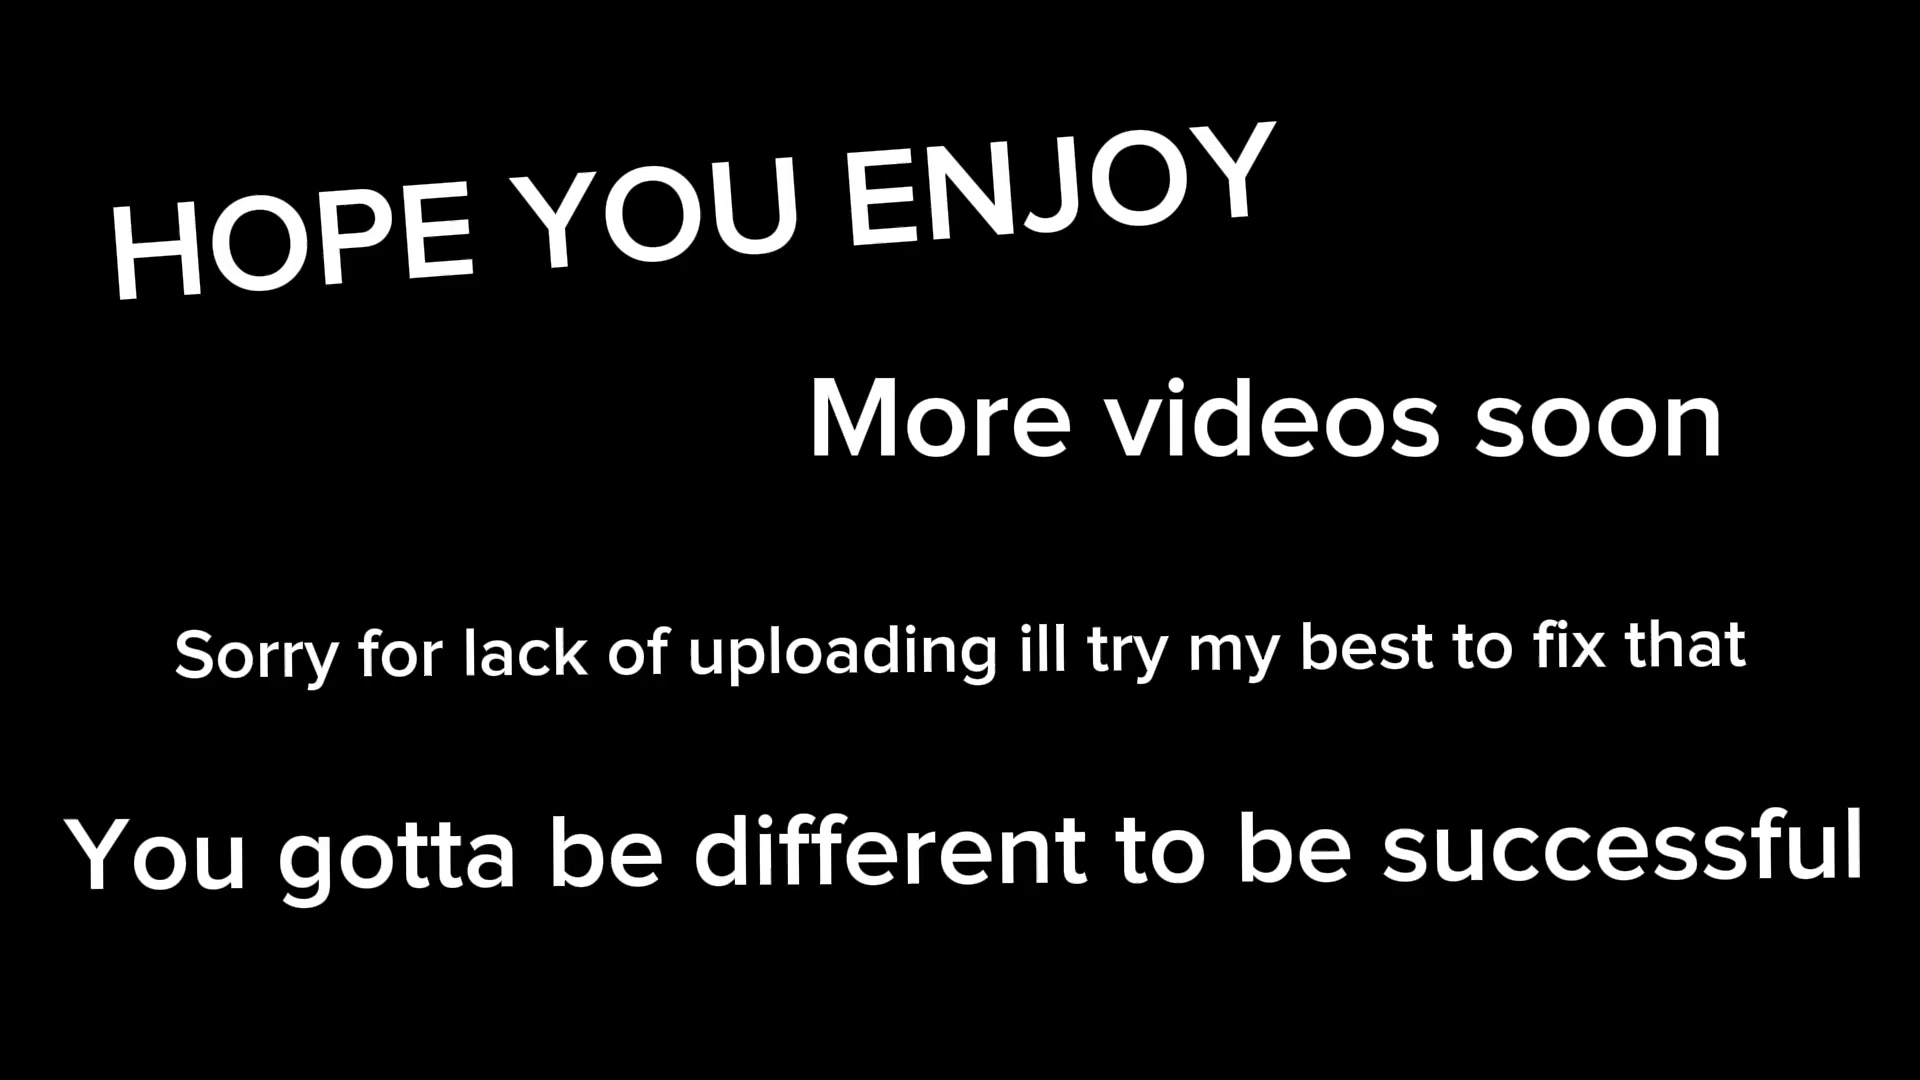 HOPE YOU ENJOY
More videos soon
Sorry for lack of uploading ill try my best to fix that
You gotta be different to be successful